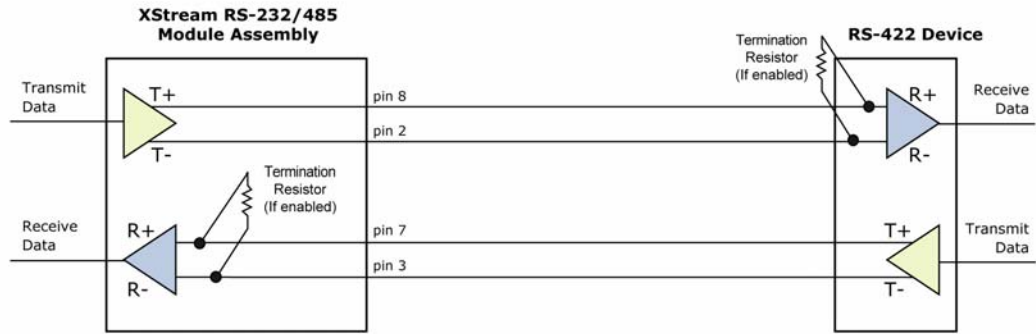 XStream RS-232/485
Module Assembly
RS-422 Device
Termination
Resistor
(If enabled)
Transmit
Data
T+
T-
pin 8
pin 2
R+
R-
Receive
Data
Termination
Resistor
(If enabled)
Receive
Data
R+
R-
pin 7
pin 3
T+
T-
Transmit
Data